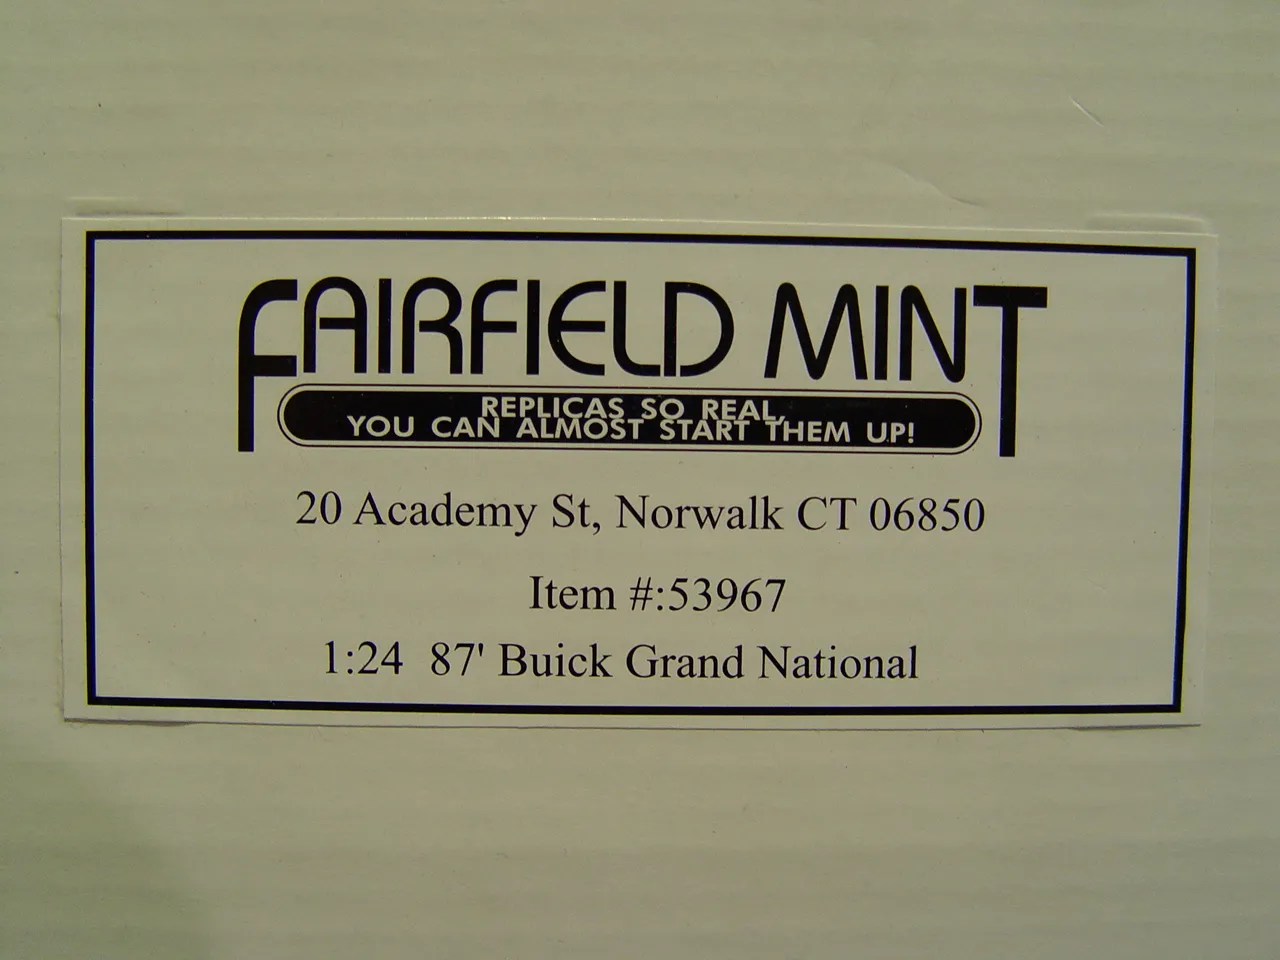 FAIRFIELD MINT
REPLICAS SO REAL,
YOU CAN ALMOST START THEM UP!
20 Academy St, Norwalk CT 06850
Item #:53967
1:24  87' Buick Grand National